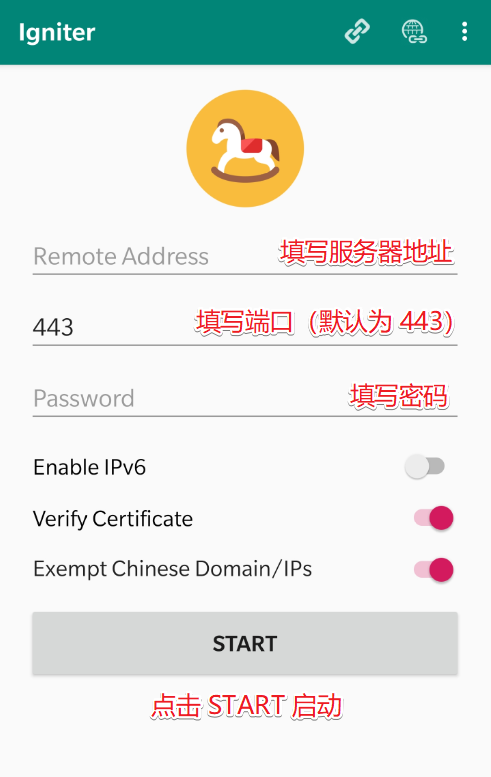 Igniter
Remote Address 填写服务器地址
443 填写端口（默认为 443）
Password 填写密码
Enable IPv6
Verify Certificate
Exempt Chinese Domain/IPs
START
点击 START 启动